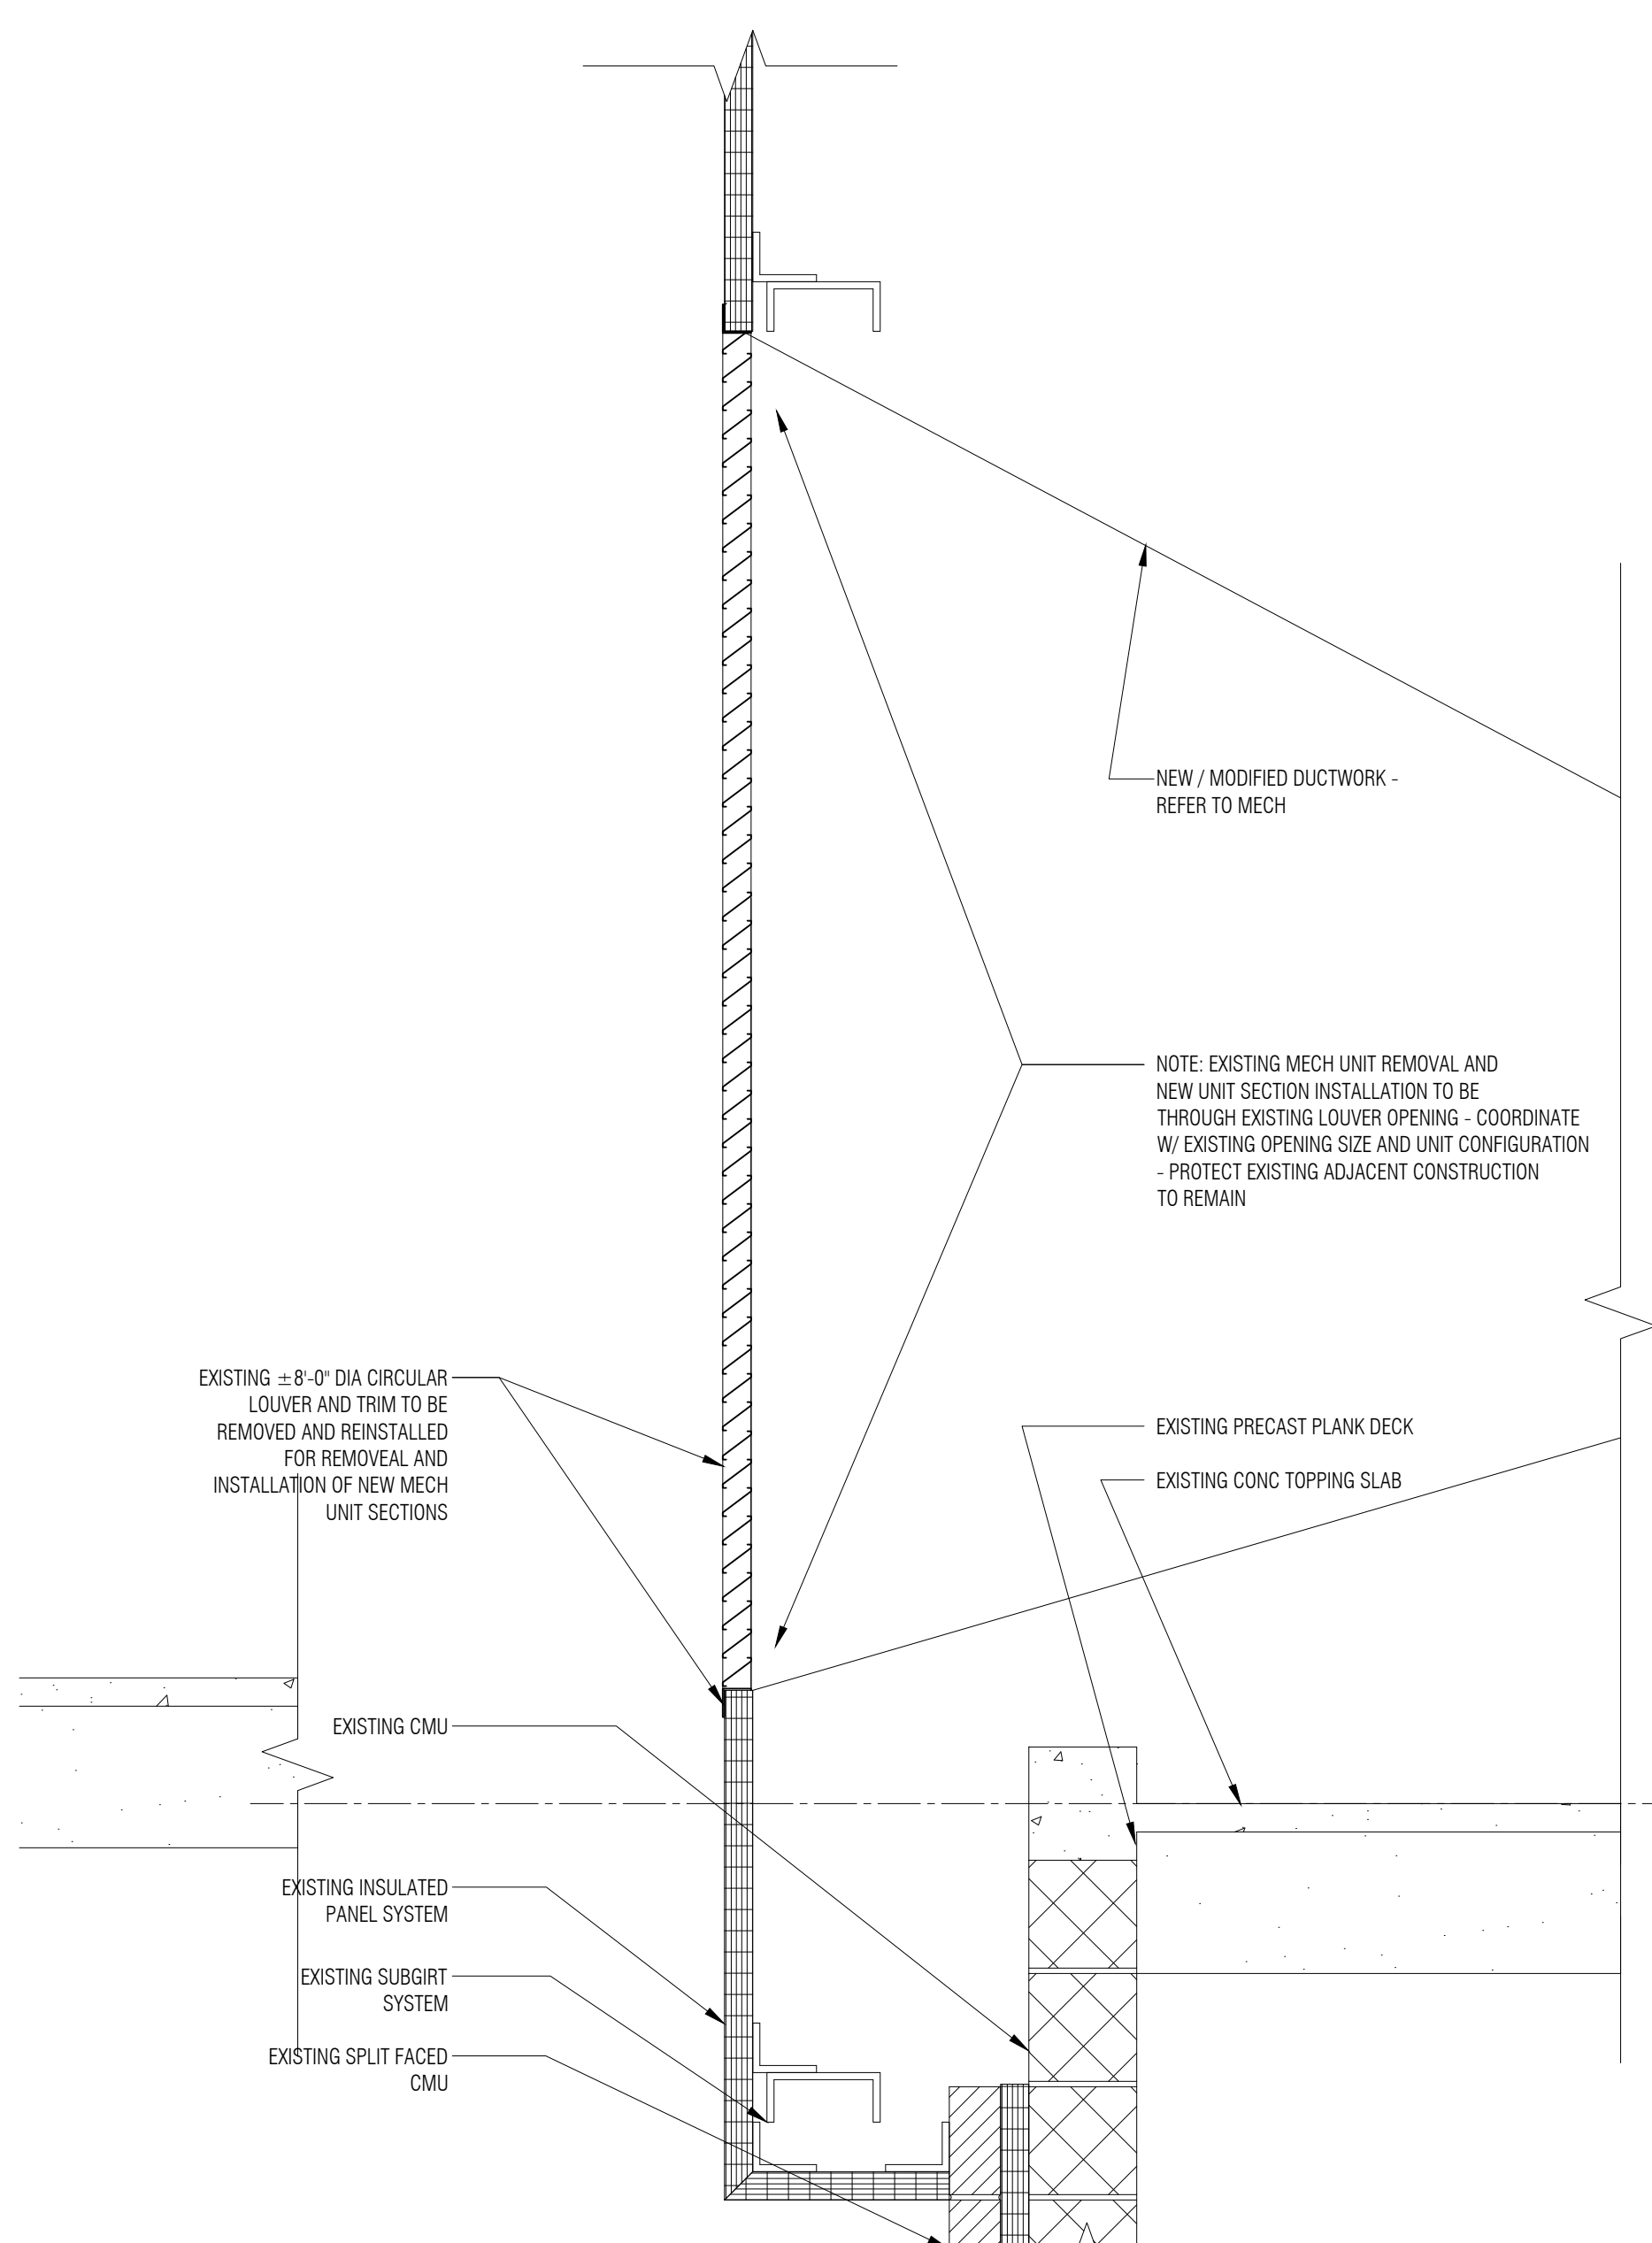 NEW / MODIFIED DUCTWORK -
REFER TO MECH
NOTE: EXISTING MECH UNIT REMOVAL AND
NEW UNIT SECTION INSTALLATION TO BE
THROUGH EXISTING LOUVER OPENING - COORDINATE
W/ EXISTING OPENING SIZE AND UNIT CONFIGURATION
- PROTECT EXISTING ADJACENT CONSTRUCTION
TO REMAIN
EXISTING ±8'-0" DIA CIRCULAR
LOUVER AND TRIM TO BE
REMOVED AND REINSTALLED
FOR REMOVEAL AND
INSTALLATION OF NEW MECH
UNIT SECTIONS
EXISTING PRECAST PLANK DECK
EXISTING CONC TOPPING SLAB
EXISTING CMU
EXISTING INSULATED
PANEL SYSTEM
EXISTING SUBGIRT
SYSTEM
EXISTING SPLIT FACED
CMU